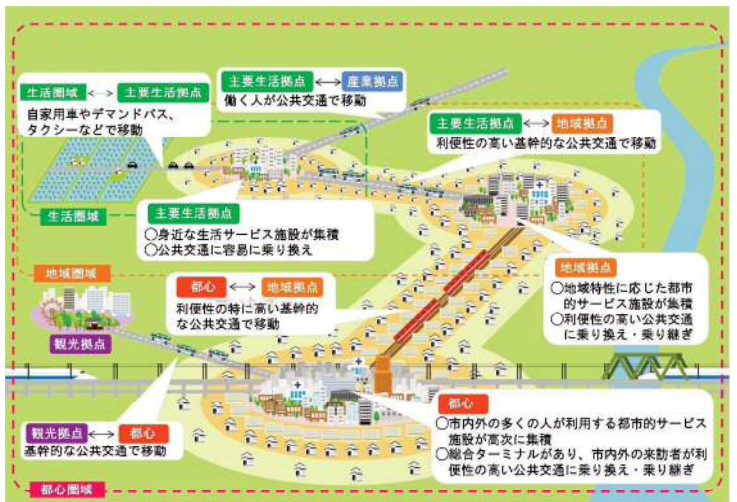 主要生活拠点 ⟷ 産業拠点
働く人が公共交通で移動
生活圏域 ⟷ 主要生活拠点
自家用車やデマンドバス、
タクシーなどで移動
主要生活拠点 ⟷ 地域拠点
利便性の高い基幹的な公共交通で移動
生活圏域
主要生活拠点
○身近な生活サービス施設が集積
○公共交通に容易に乗り換え
地域圏域
都心 ⟷ 地域拠点
利便性の特に高い基幹的
な公共交通で移動
地域拠点
○地域特性に応じた都市
的サービス施設が集積
○利便性の高い公共交通
に乗り換え・乗り継ぎ
観光拠点
観光拠点 ⟷ 都心
基幹的な公共交通で移動
都心
○市内外の多くの人が利用する都市的サービス
施設が高次に集積
○総合ターミナルがあり、市内外の来訪者が利
便性の高い公共交通に乗り換え・乗り継ぎ
都心圏域